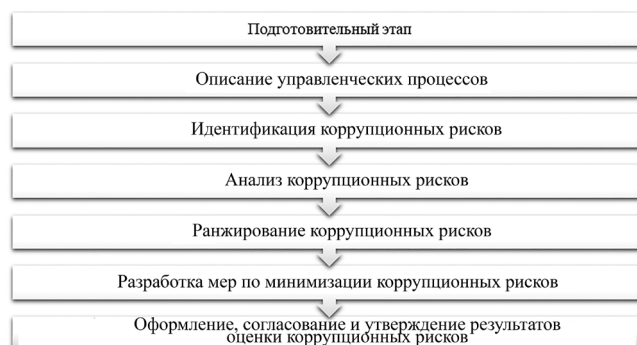 Подготовительный этап
Описание управленческих процессов
Идентификация коррупционных рисков
Анализ коррупционных рисков
Ранжирование коррупционных рисков
Разработка мер по минимизации коррупционных рисков
Оформление, согласование и утверждение результатов
оценки коррупционных рисков